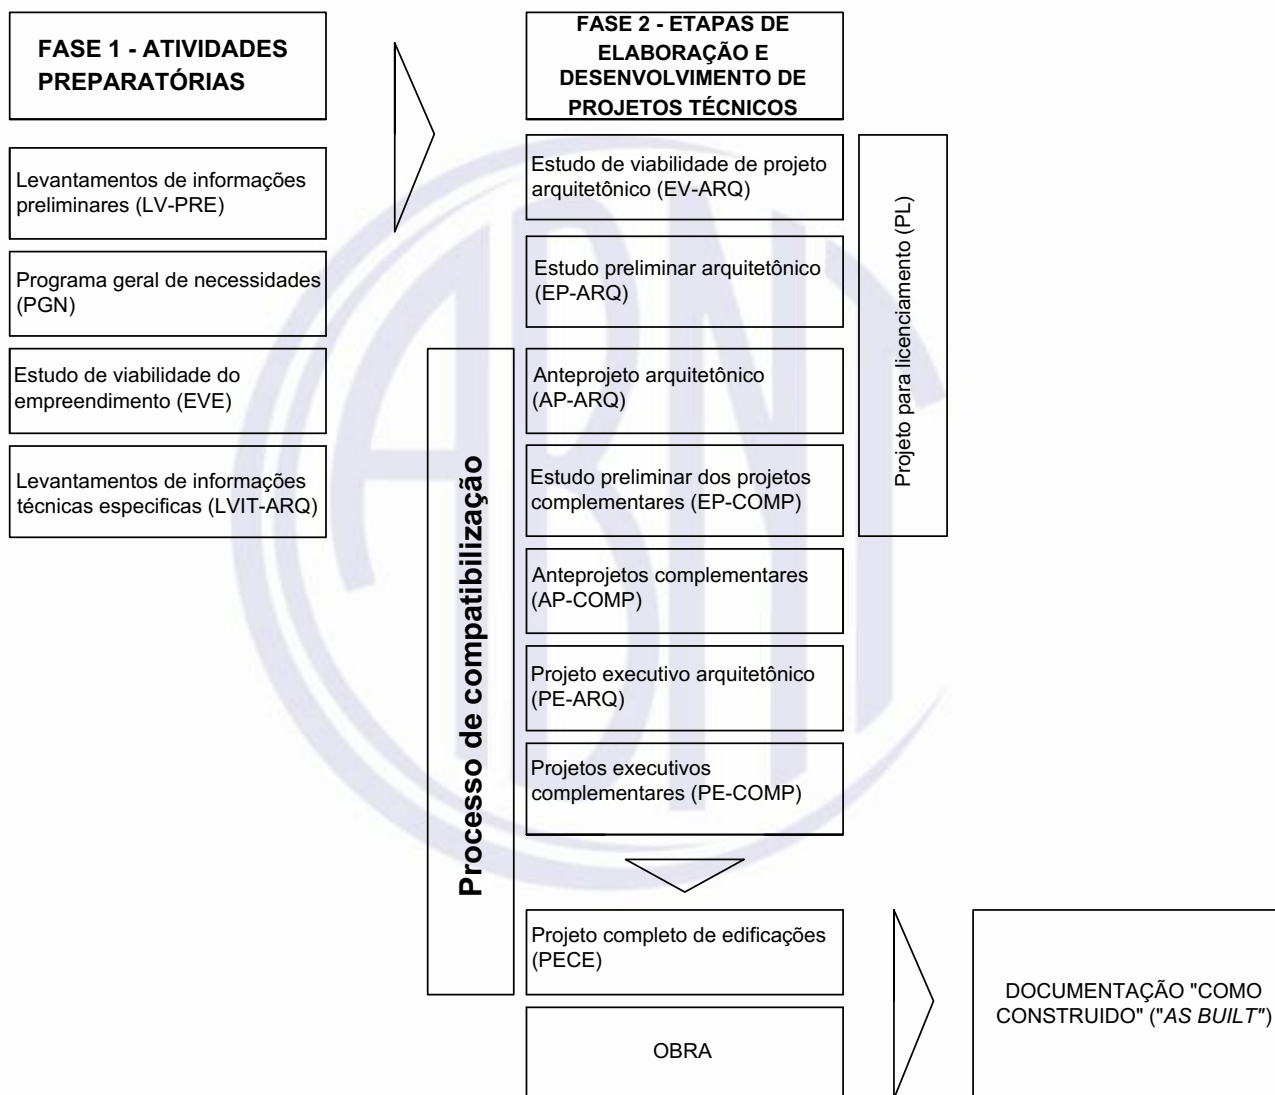 FASE 1 - ATIVIDADES
PREPARATÓRIAS
Levantamentos de informações
preliminares (LV-PRE)
Programa geral de necessidades
(PGN)
Estudo de viabilidade do
empreendimento (EVE)
Levantamentos de informações
técnicas especificas (LVIT-ARQ)
FASE 2 - ETAPAS DE
ELABORAÇÃO E
DESENVOLVIMENTO DE
PROJETOS TÉCNICOS
Estudo de viabilidade de projeto
arquitetônico (EV-ARQ)
Estudo preliminar arquitetônico
(EP-ARQ)
Anteprojeto arquitetônico
(AP-ARQ)
Estudo preliminar dos projetos
complementares (EP-COMP)
Anteprojetos complementares
(AP-COMP)
Projeto executivo arquitetônico
(PE-ARQ)
Projetos executivos
complementares (PE-COMP)
Projeto para licenciamento (PL)
Processo de compatibilização
Projeto completo de edificações
(PECE)
OBRA
DOCUMENTAÇÃO "COMO
CONSTRUIDO" ("AS BUILT")
ABNT